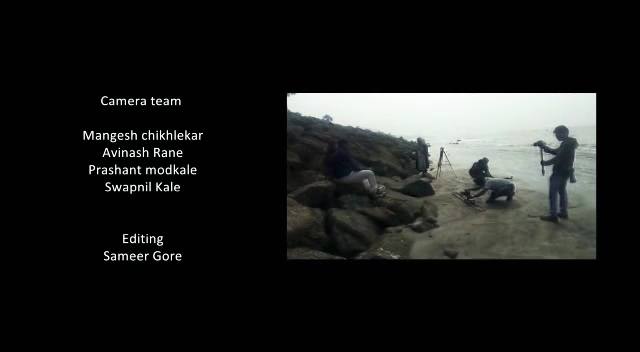 Camera team
Mangesh chikhlekar
Avinash Rane
Prashant modkale
Swapnil Kale
Editing
Sameer Gore